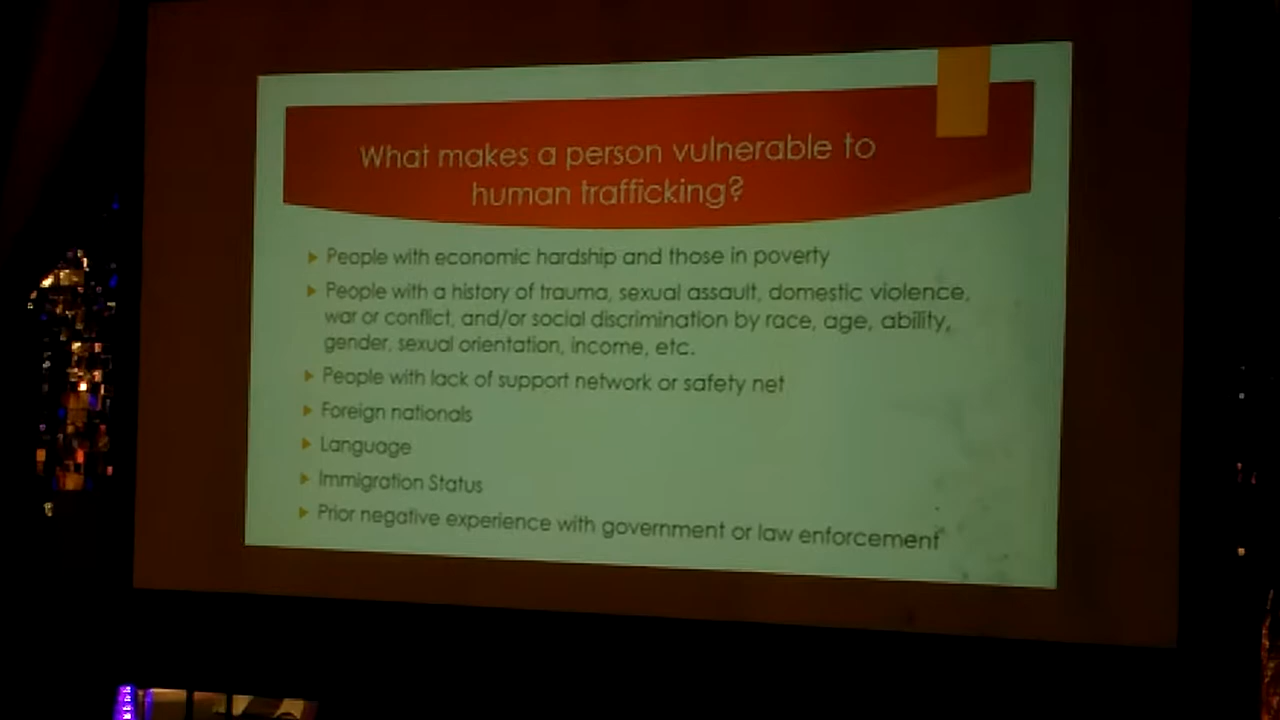 What makes a person vulnerable to
human trafficking?
People with economic hardship and those in poverty
People with a history of trauma, sexual assault, domestic violence,
war or conflict, and/or social discrimination by race, age, ability,
gender, sexual orientation, income, etc.
People with lack of support network or safety net
Foreign nationals
Language
Immigration Status
Prior negative experience with government or law enforcement